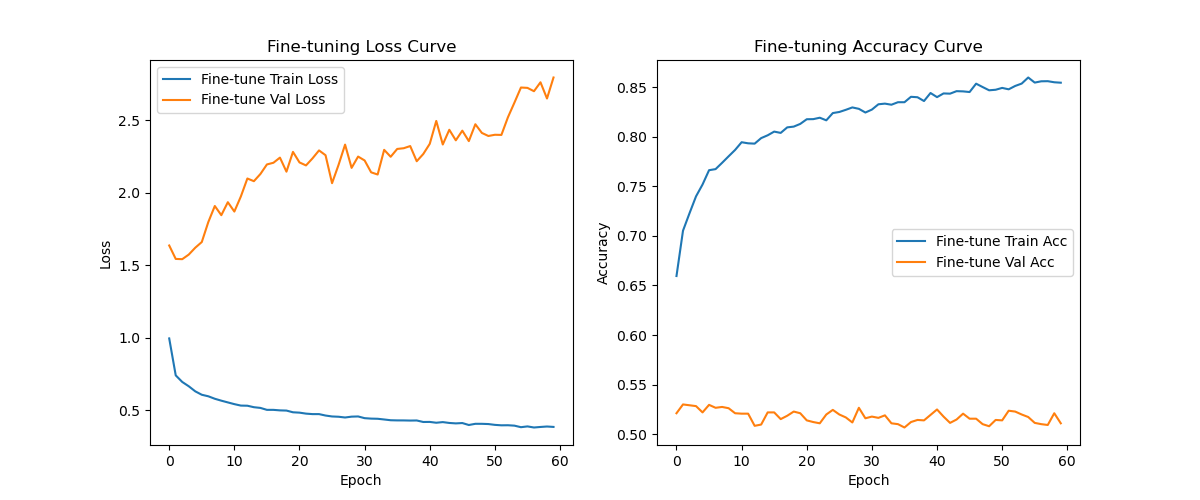 Fine-tuning Loss Curve
Fine-tune Train Loss
Fine-tune Val Loss
2.5
2.0
1.5
1.0
0.5
Loss
0 10 20 30 40 50 60
Epoch
Fine-tuning Accuracy Curve
0.85
0.80
0.75
0.70
0.65
0.60
0.55
0.50
Accuracy
Fine-tune Train Acc
Fine-tune Val Acc
0 10 20 30 40 50 60
Epoch